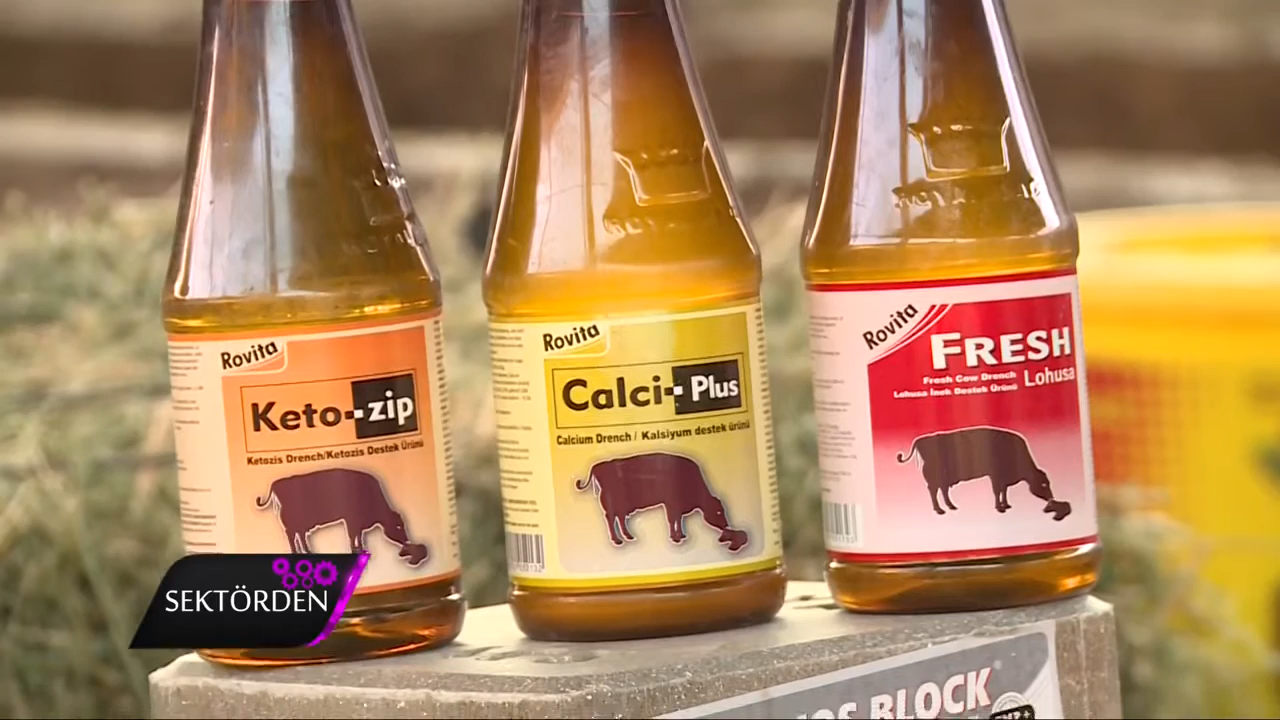 Rovita
Keto-zip
Ketozis Drench/Ketozis Destek Ürünü
Rovita
Calci-Plus
Calcium Drench / Kalsiyum destek ürünü
Rovita
FRESH
Lohusa
Fresh Cow Drench
Lohusa İnek Destek Ürünü
SEKTÖRDEN
BLOCK